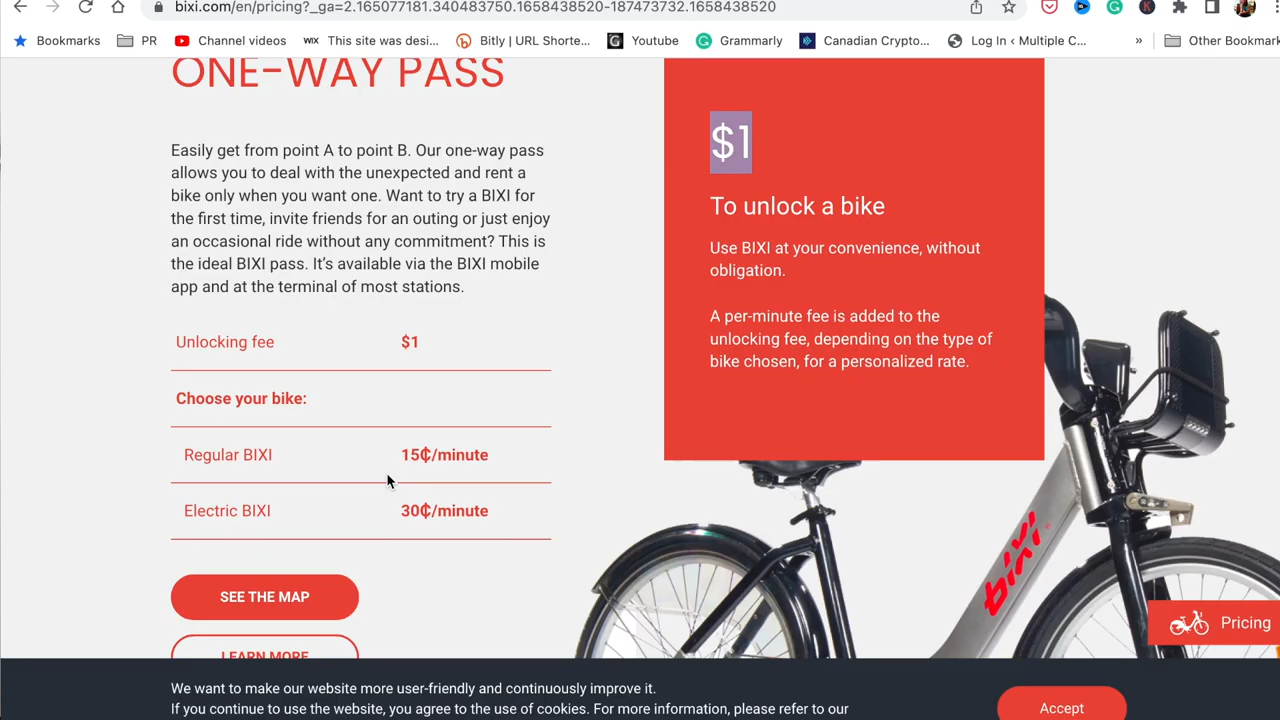 bixi.com/en/pricing?_ga=2.165077181.340483750.1658438520-187473732.1658438520
Bookmarks
PR
Channel videos
WIX This site was desi...
Bitly | URL Shorte...
Youtube
Grammarly
Canadian Crypto...
Log In ‹ Multiple C...
»
Other Bookmark
ONE-WAY PASS
Easily get from point A to point B. Our one-way pass
allows you to deal with the unexpected and rent a
bike only when you want one. Want to try a BIXI for
the first time, invite friends for an outing or just enjoy
an occasional ride without any commitment? This is
the ideal BIXI pass. It’s available via the BIXI mobile
app and at the terminal of most stations.
Unlocking fee $1
Choose your bike:
Regular BIXI 15₵/minute
Electric BIXI 30₵/minute
SEE THE MAP
LEARN MORE
$1
To unlock a bike
Use BIXI at your convenience, without
obligation.
A per-minute fee is added to the
unlocking fee, depending on the type of
bike chosen, for a personalized rate.
bixi
Pricing
We want to make our website more user-friendly and continuously improve it.
If you continue to use the website, you agree to the use of cookies. For more information, please refer to our
Accept